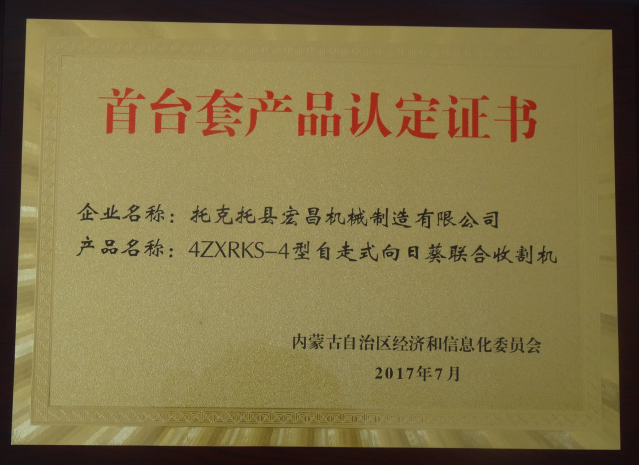 首台套产品认定证书
企业名称：托克托县宏昌机械制造有限公司
产品名称：4ZXRKS-4型自走式向日葵联合收割机
内蒙古自治区经济和信息化委员会
2017年7月